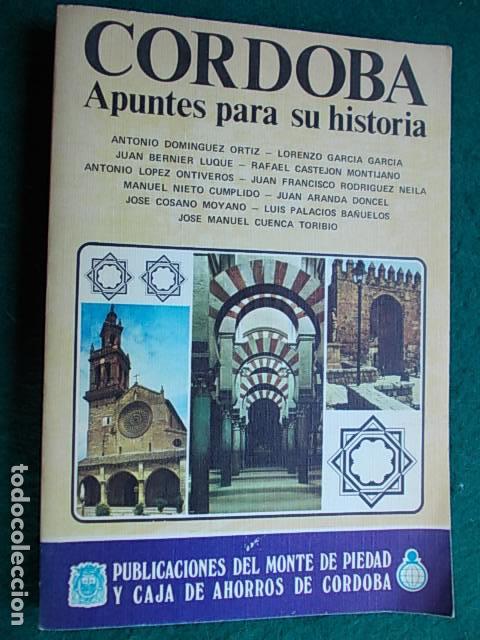 CORDOBA
Apuntes para su historia
ANTONIO DOMINGUEZ ORTIZ – LORENZO GARCIA GARCIA
JUAN BERNIER LUQUE – RAFAEL CASTEJON MONTIJANO
ANTONIO LOPEZ ONTIVEROS – JUAN FRANCISCO RODRIGUEZ NEILA
MANUEL NIETO CUMPLIDO – JUAN ARANDA DONCEL
JOSE COSANO MOYANO – LUIS PALACIOS BAÑUELOS
JOSE MANUEL CUENCA TORIBIO
PUBLICACIONES DEL MONTE DE PIEDAD
Y CAJA DE AHORROS DE CORDOBA
todocoleccion
todocoleccion.net